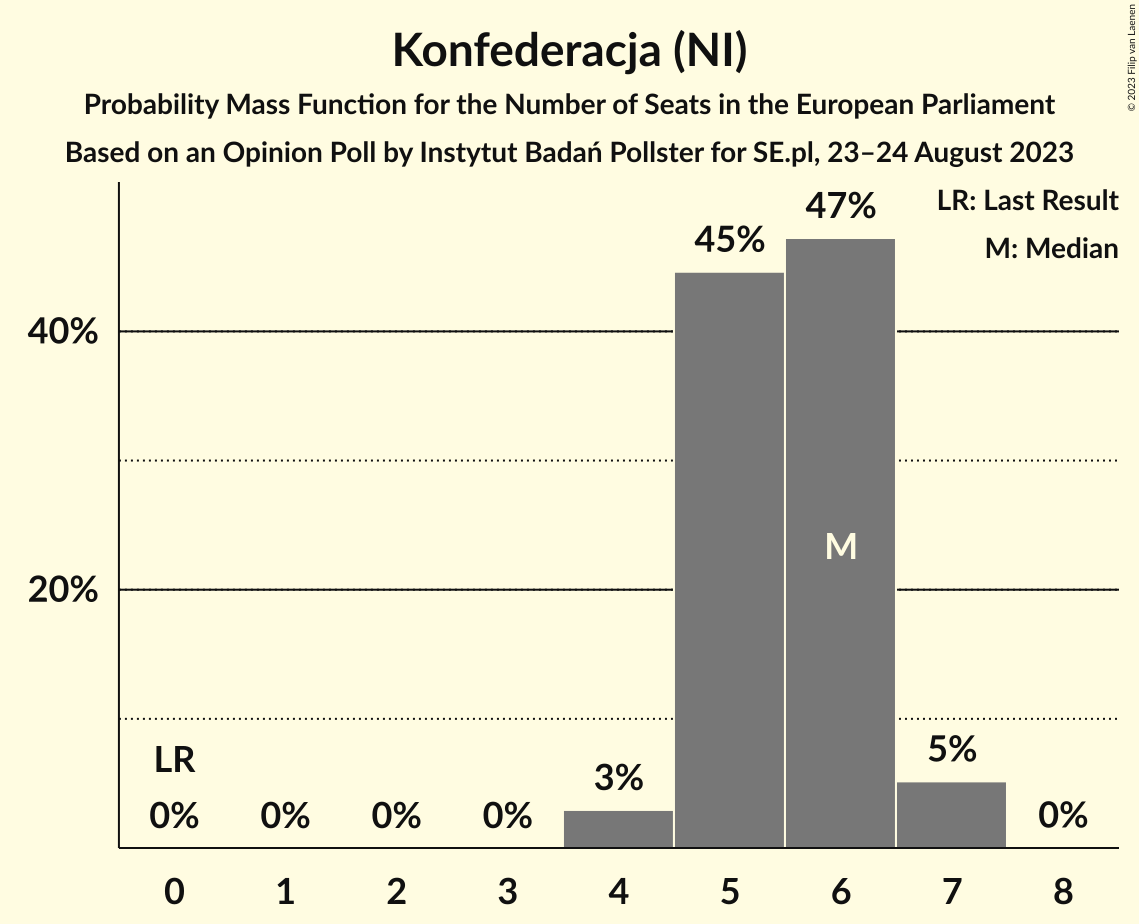 Konfederacja (NI)
Probability Mass Function for the Number of Seats in the European Parliament
Based on an Opinion Poll by Instytut Badań Pollster for SE.pl, 23–24 August 2023
© 2023 Filip van Laenen
LR: Last Result
M: Median
47%
45%
40%
M
20%
LR
5%
3%
0% 0% 0% 0% 0%
0 1 2 3 4 5 6 7 8